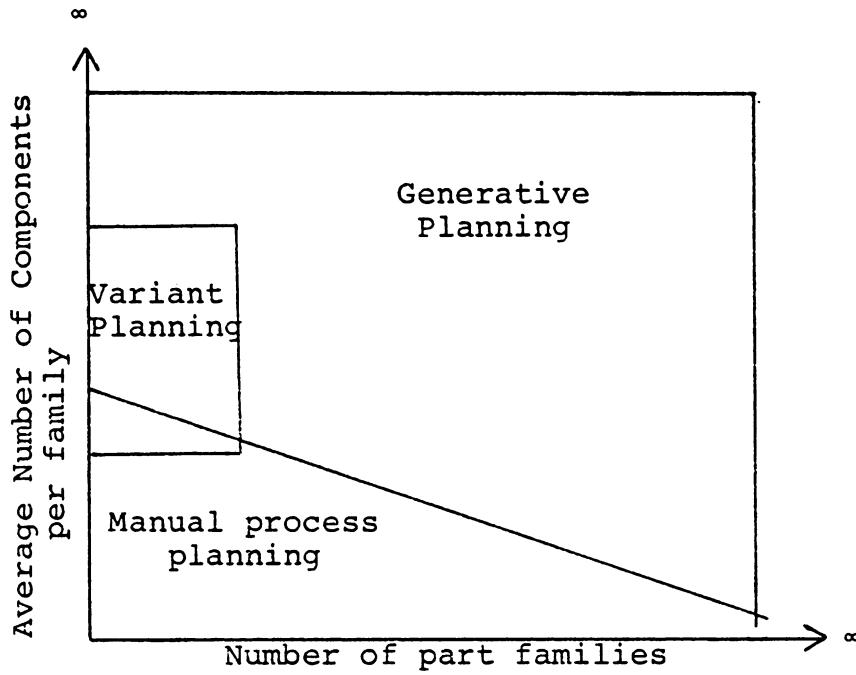 ∞
Average Number of Components
per family
Generative
Planning
Variant
Planning
Manual process
planning
Number of part families
∞